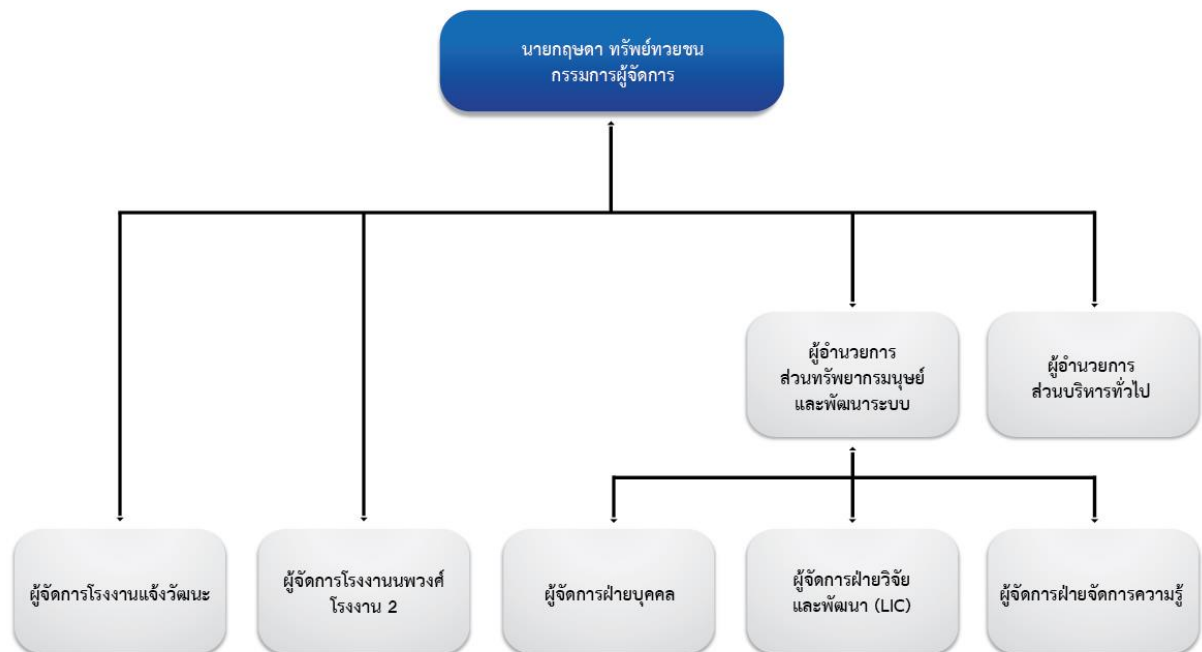 นายกฤษดา ทรัพย์ทวยชน
กรรมการผู้จัดการ
ผู้อำนวยการ
ส่วนทรัพยากรมนุษย์
และพัฒนาระบบ
ผู้อำนวยการ
ส่วนบริหารทั่วไป
ผู้จัดการโรงงานแจ้งวัฒนะ
ผู้จัดการโรงงานนพวงศ์
โรงงาน 2
ผู้จัดการฝ่ายบุคคล
ผู้จัดการฝ่ายวิจัย
และพัฒนา (LIC)
ผู้จัดการฝ่ายจัดการความรู้